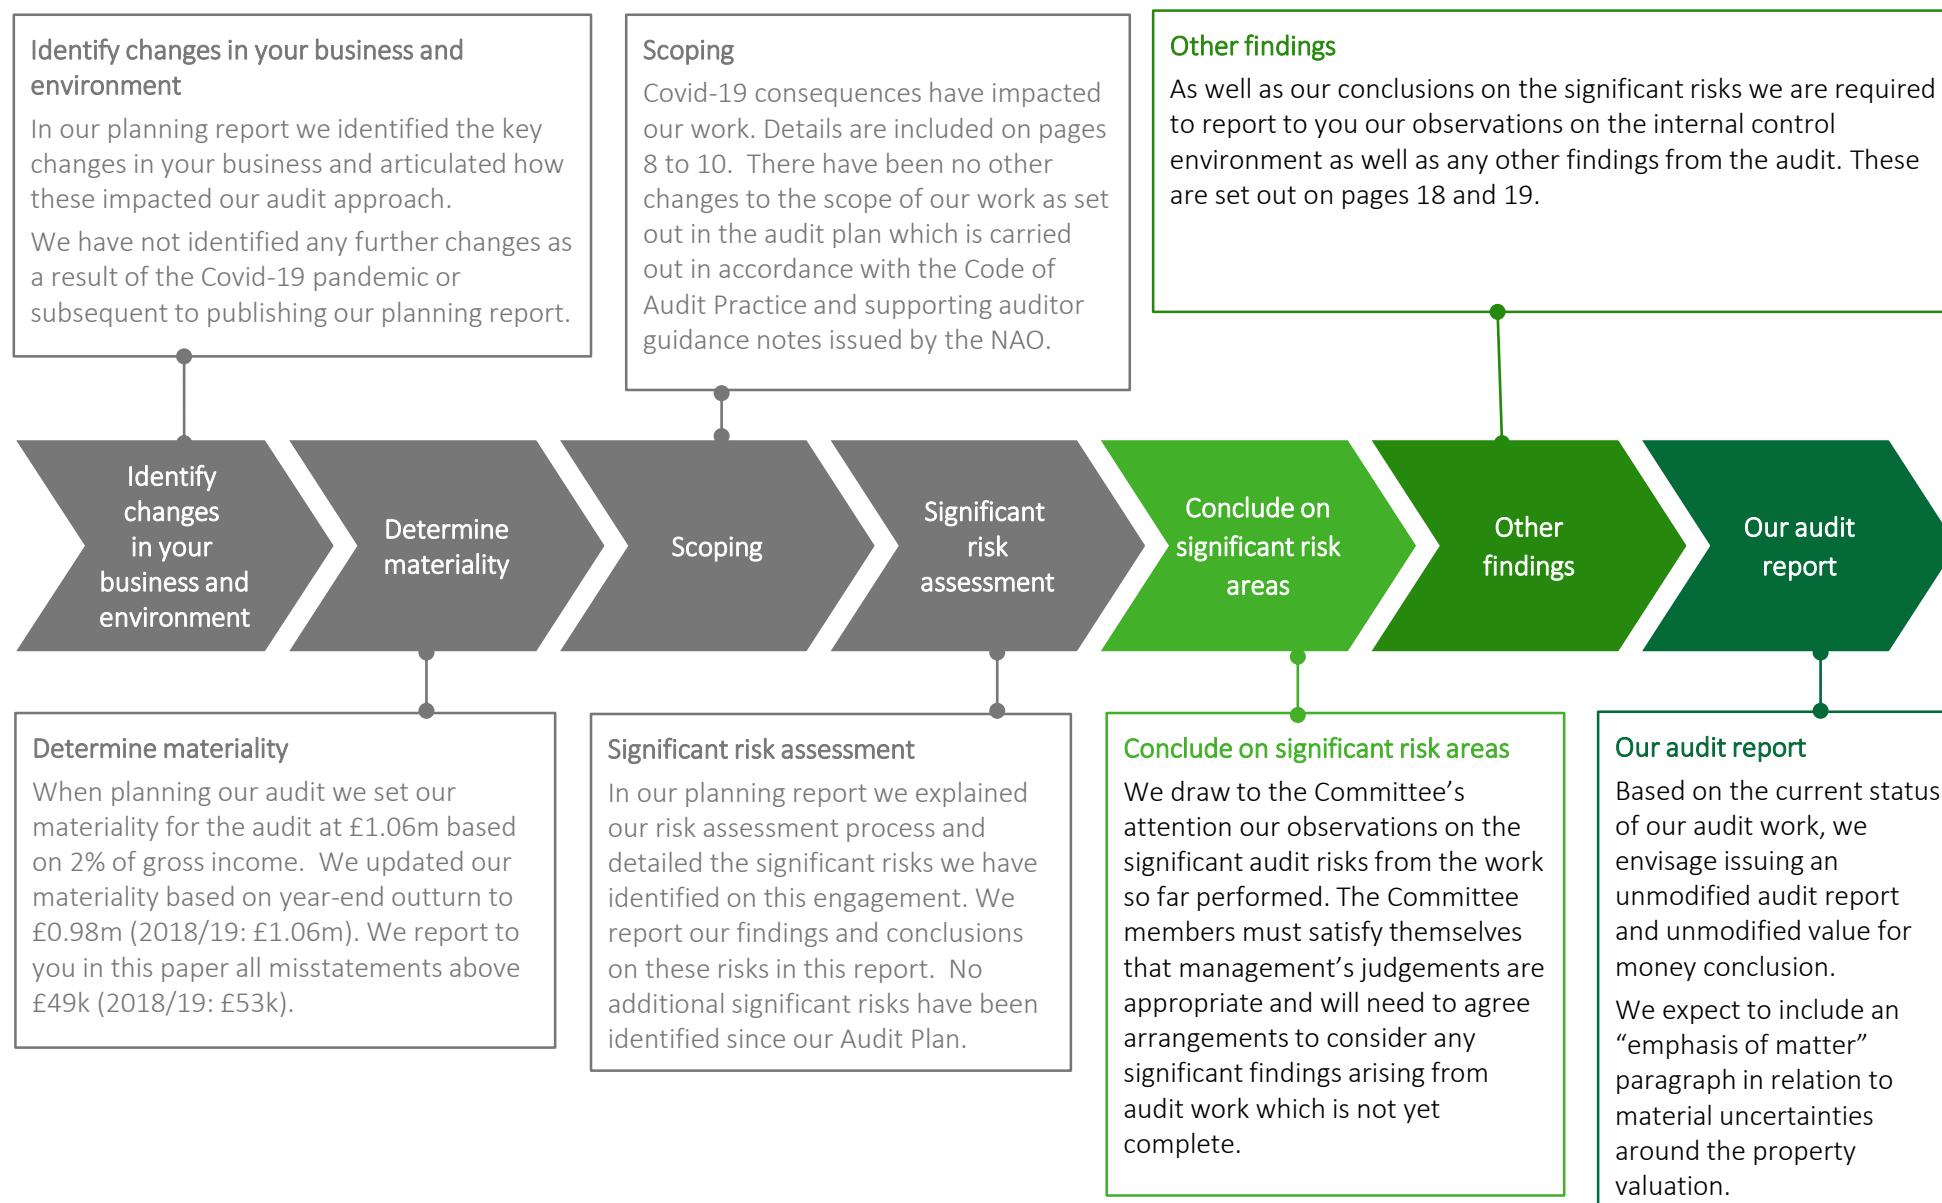 Identify changes in your business and
environment
In our planning report we identified the key
changes in your business and articulated how
these impacted our audit approach.
We have not identified any further changes as
a result of the Covid-19 pandemic or
subsequent to publishing our planning report.
Scoping
Covid-19 consequences have impacted
our work. Details are included on pages
8 to 10.  There have been no other
changes to the scope of our work as set
out in the audit plan which is carried
out in accordance with the Code of
Audit Practice and supporting auditor
guidance notes issued by the NAO.
Other findings
As well as our conclusions on the significant risks we are required
to report to you our observations on the internal control
environment as well as any other findings from the audit. These
are set out on pages 18 and 19.
Identify
changes
in your
business and
environment
Determine
materiality
Scoping
Significant
risk
assessment
Conclude on
significant risk
areas
Other
findings
Our audit
report
Determine materiality
When planning our audit we set our
materiality for the audit at £1.06m based
on 2% of gross income.  We updated our
materiality based on year-end outturn to
£0.98m (2018/19: £1.06m). We report to
you in this paper all misstatements above
£49k (2018/19: £53k).
Significant risk assessment
In our planning report we explained
our risk assessment process and
detailed the significant risks we have
identified on this engagement. We
report our findings and conclusions
on these risks in this report.  No
additional significant risks have been
identified since our Audit Plan.
Conclude on significant risk areas
We draw to the Committee’s
attention our observations on the
significant audit risks from the work
so far performed. The Committee
members must satisfy themselves
that management’s judgements are
appropriate and will need to agree
arrangements to consider any
significant findings arising from
audit work which is not yet
complete.
Our audit report
Based on the current status
of our audit work, we
envisage issuing an
unmodified audit report
and unmodified value for
money conclusion.
We expect to include an
“emphasis of matter”
paragraph in relation to
material uncertainties
around the property
valuation.